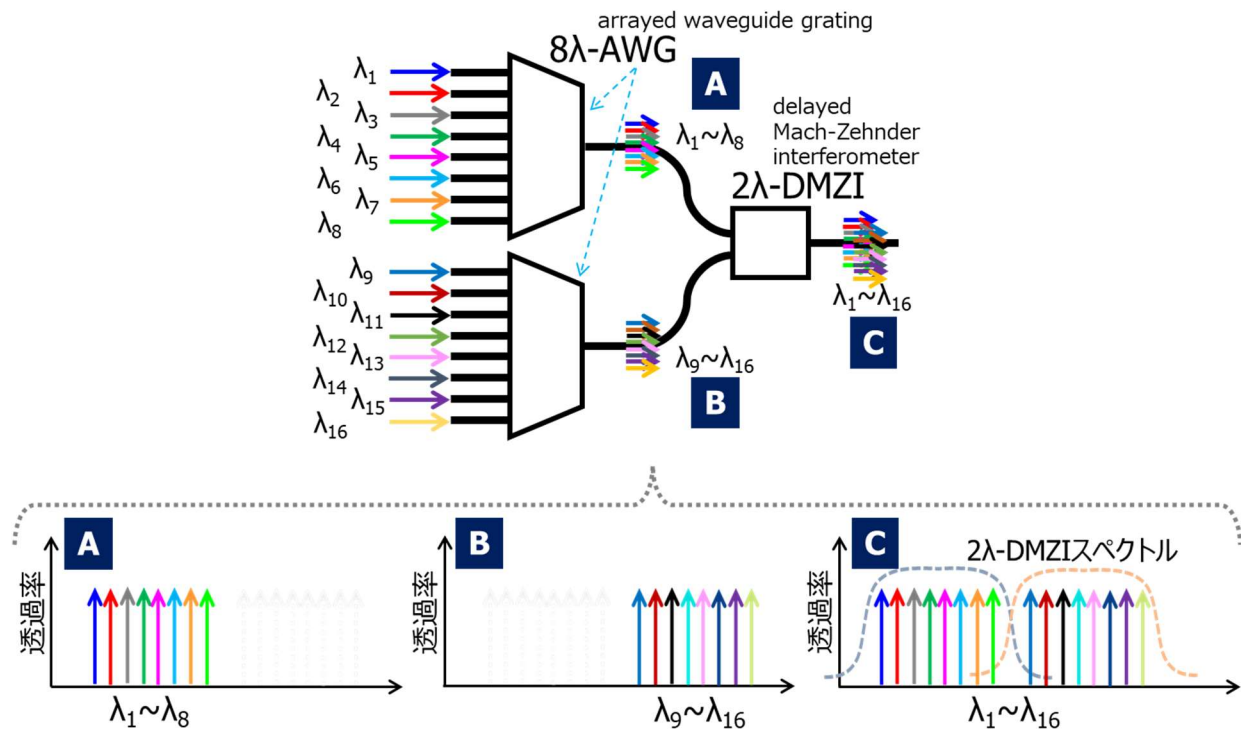 arrayed waveguide grating
8λ-AWG
A
λ1
λ2
λ3
λ4
λ5
λ6
λ7
λ8
λ1~λ8
delayed
Mach-Zehnder
interferometer
2λ-DMZI
λ9
λ10
λ11
λ12
λ13
λ14
λ15
λ16
λ9~λ16
B
λ1~λ16
C
A
透過率
λ1~λ8
B
透過率
λ9~λ16
C
2λ-DMZIスペクトル
透過率
λ1~λ16